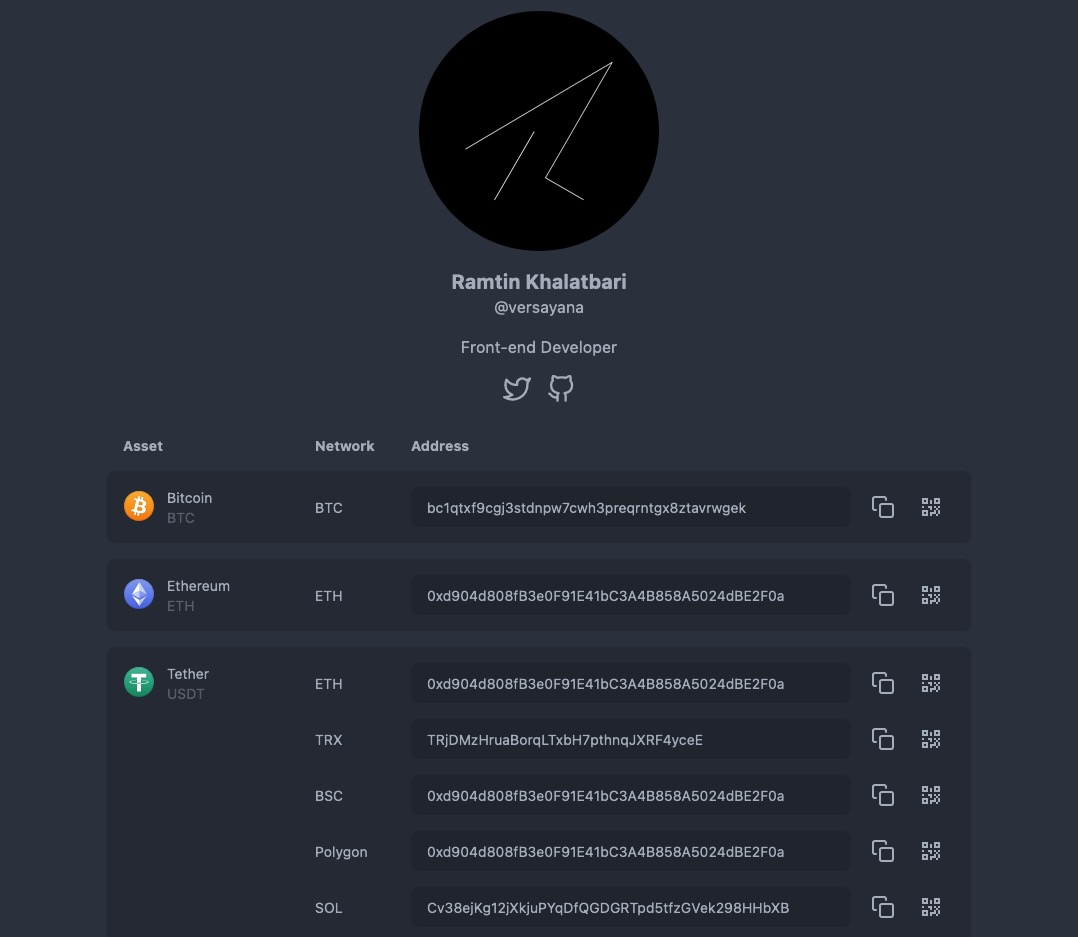 Ramtin Khalatbari
@versayana
Front-end Developer
Asset Network Address
Bitcoin
BTC
BTC
bc1qtxf9cgj3stdnpw7cwh3preqrntgx8ztavrwgek
Ethereum
ETH
ETH
0xd904d808fB3e0F91E41bC3A4B858A5024dBE2F0a
Tether
USDT
ETH
0xd904d808fB3e0F91E41bC3A4B858A5024dBE2F0a
TRX
TRjDMzHruaBorqLTxbH7pthnqJXRF4yceE
BSC
0xd904d808fB3e0F91E41bC3A4B858A5024dBE2F0a
Polygon
0xd904d808fB3e0F91E41bC3A4B858A5024dBE2F0a
SOL
Cv38ejKg12jXkjuPYqDfQGDGRTpd5tfzGVek298HHbXB